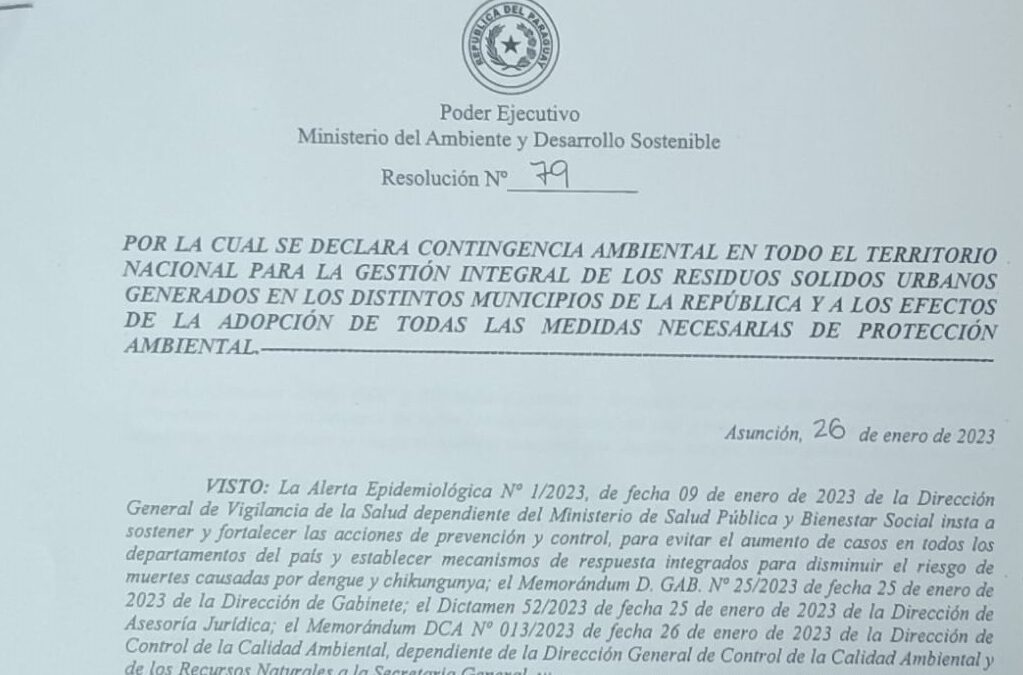 REPÚBLICA DEL PARAGUAY
Poder Ejecutivo
Ministerio del Ambiente y Desarrollo Sostenible
Resolución Nº 79
POR LA CUAL SE DECLARA CONTINGENCIA AMBIENTAL EN TODO EL TERRITORIO
NACIONAL PARA LA GESTIÓN INTEGRAL DE LOS RESIDUOS SOLIDOS URBANOS
GENERADOS EN LOS DISTINTOS MUNICIPIOS DE LA REPÚBLICA Y A LOS EFECTOS
DE LA ADOPCIÓN DE TODAS LAS MEDIDAS NECESARIAS DE PROTECCIÓN
AMBIENTAL.
Asunción, 26 de enero de 2023
VISTO: La Alerta Epidemiológica Nº 1/2023, de fecha 09 de enero de 2023 de la Dirección
General de Vigilancia de la Salud dependiente del Ministerio de Salud Pública y Bienestar Social insta a
sostener y fortalecer las acciones de prevención y control, para evitar el aumento de casos en todos los
departamentos del país y establecer mecanismos de respuesta integrados para disminuir el riesgo de
muertes causadas por dengue y chikungunya; el Memorándum D. GAB. Nº 25/2023 de fecha 25 de enero de
2023 de la Dirección de Gabinete; el Dictamen 52/2023 de fecha 25 de enero de 2023 de la Dirección de
Asesoría Jurídica; el Memorándum DCA Nº 013/2023 de fecha 26 de enero de 2023 de la Dirección de
Control de la Calidad Ambiental, dependiente de la Dirección General de Control de la Calidad Ambiental y
de los Recursos Naturales a la Secretaría General